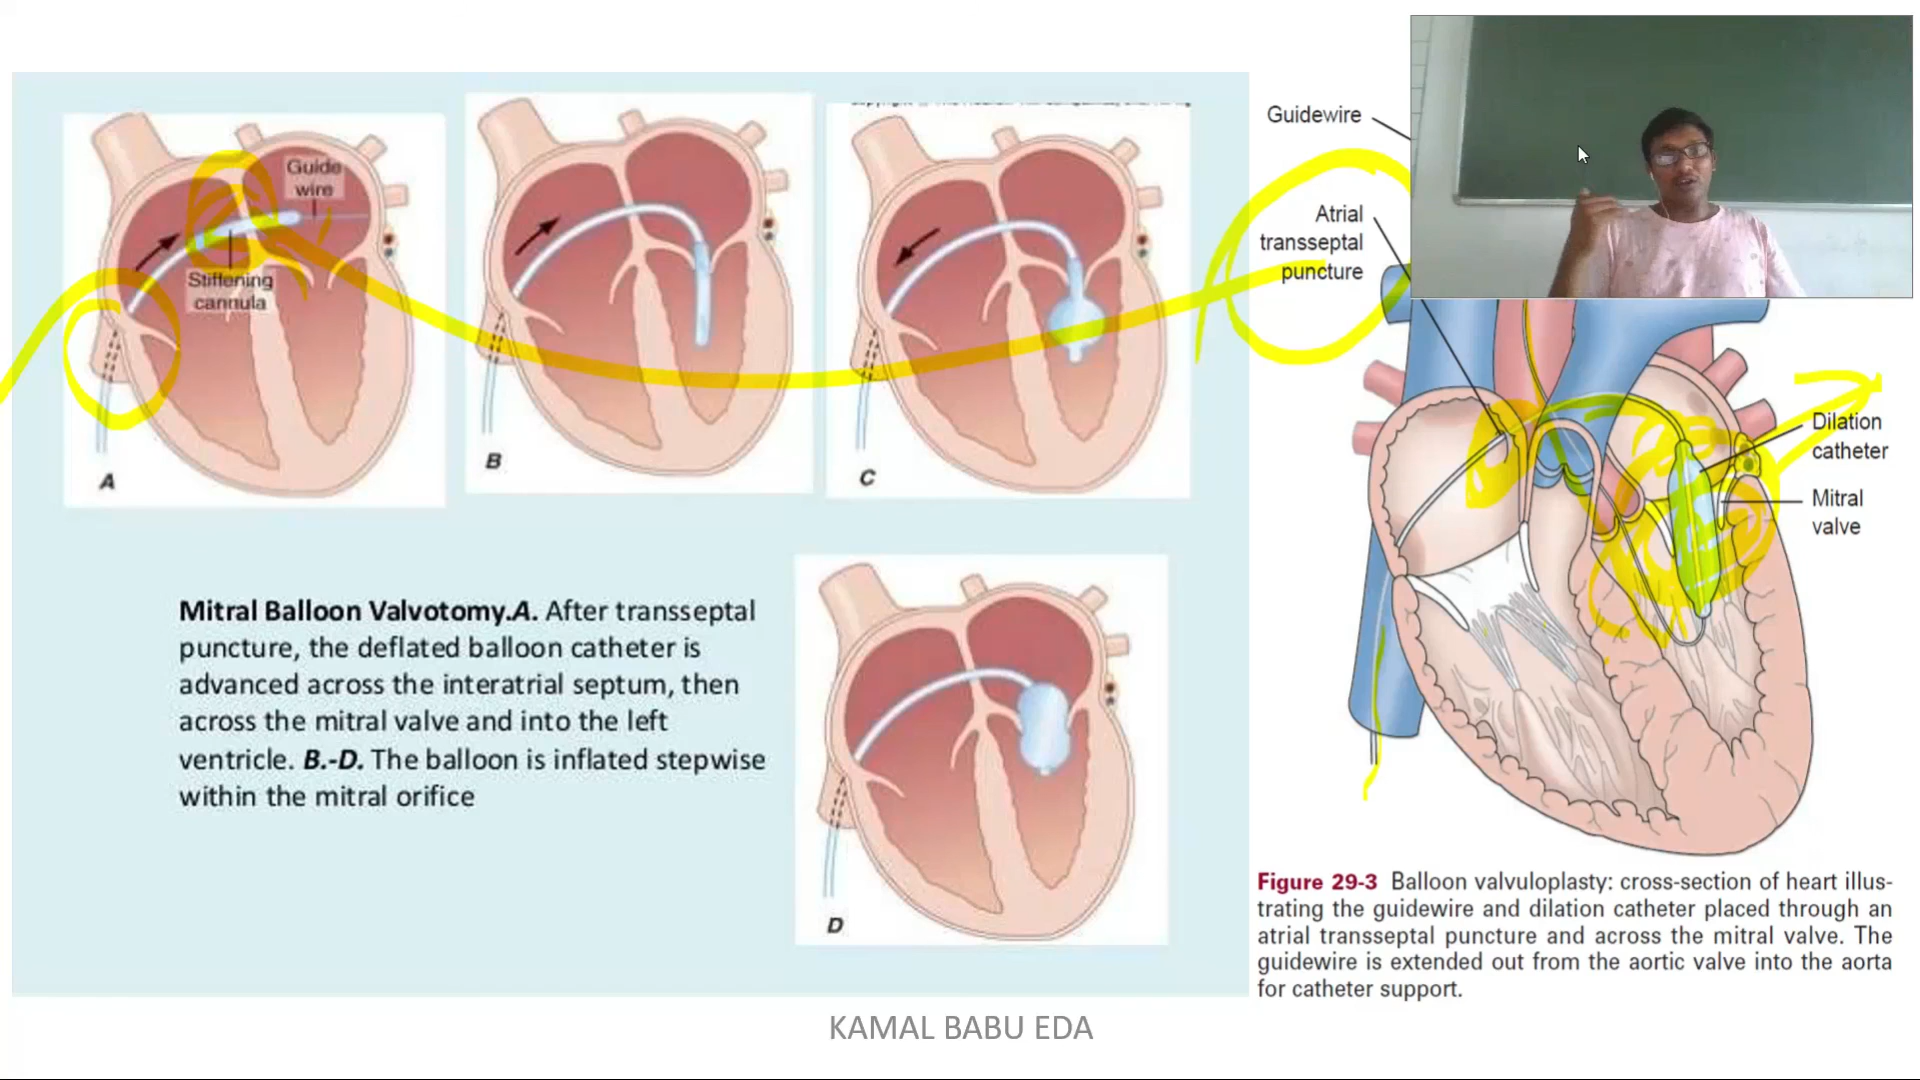 Guide
wire
Stiffening
cannula
A
B
C
Mitral Balloon Valvotomy.A. After transseptal
puncture, the deflated balloon catheter is
advanced across the interatrial septum, then
across the mitral valve and into the left
ventricle. B.-D. The balloon is inflated stepwise
within the mitral orifice
D
Guidewire
Atrial
transseptal
puncture
Dilation
catheter
Mitral
valve
Figure 29-3 Balloon valvuloplasty: cross-section of heart illus-
trating the guidewire and dilation catheter placed through an
atrial transseptal puncture and across the mitral valve. The
guidewire is extended out from the aortic valve into the aorta
for catheter support.
KAMAL BABU EDA